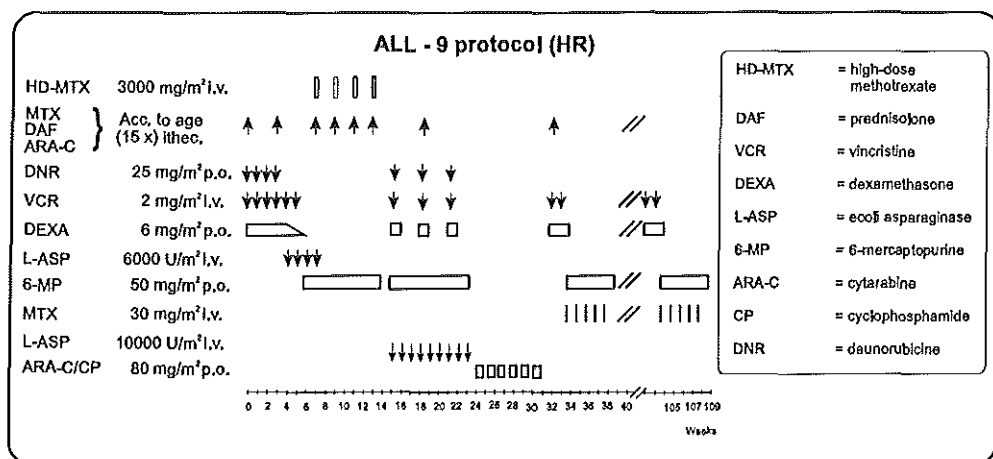 ALL - 9 protocol (HR)
HD-MTX 3000 mg/m² i.v.
MTX
DAF
ARA-C
} Acc. to age
(15 x) ithec.
DNR 25 mg/m² p.o.
VCR 2 mg/m² i.v.
DEXA 6 mg/m² p.o.
L-ASP 6000 U/m² i.v.
6-MP 50 mg/m² p.o.
MTX 30 mg/m² i.v.
L-ASP 10000 U/m² i.v.
ARA-C/CP 80 mg/m² p.o.
0 2 4 6 8 10 12 14 16 18 20 22 24 26 28 30 32 34 36 38 40 105 107 109
Weeks
HD-MTX = high-dose
methotrexate
DAF = prednisolone
VCR = vincristine
DEXA = dexamethasone
L-ASP = ecoli asparaginase
6-MP = 6-mercaptopurine
ARA-C = cytarabine
CP = cyclophosphamide
DNR = daunorubicine